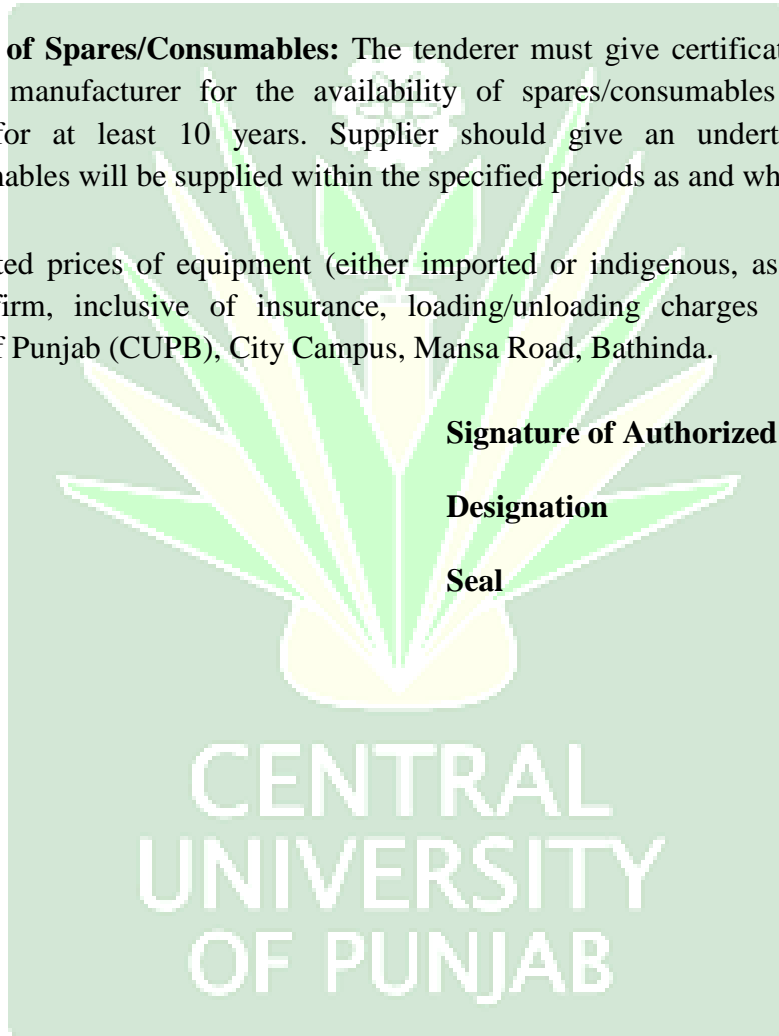 of Spares/Consumables: The tenderer must give certificat
manufacturer for the availability of spares/consumables
for at least 10 years. Supplier should give an undert
nables will be supplied within the specified periods as and wh
ted prices of equipment (either imported or indigenous, as
firm, inclusive of insurance, loading/unloading charges
f Punjab (CUPB), City Campus, Mansa Road, Bathinda.
Signature of Authorized
Designation
Seal
CENTRAL
UNIVERSITY
OF PUNJAB